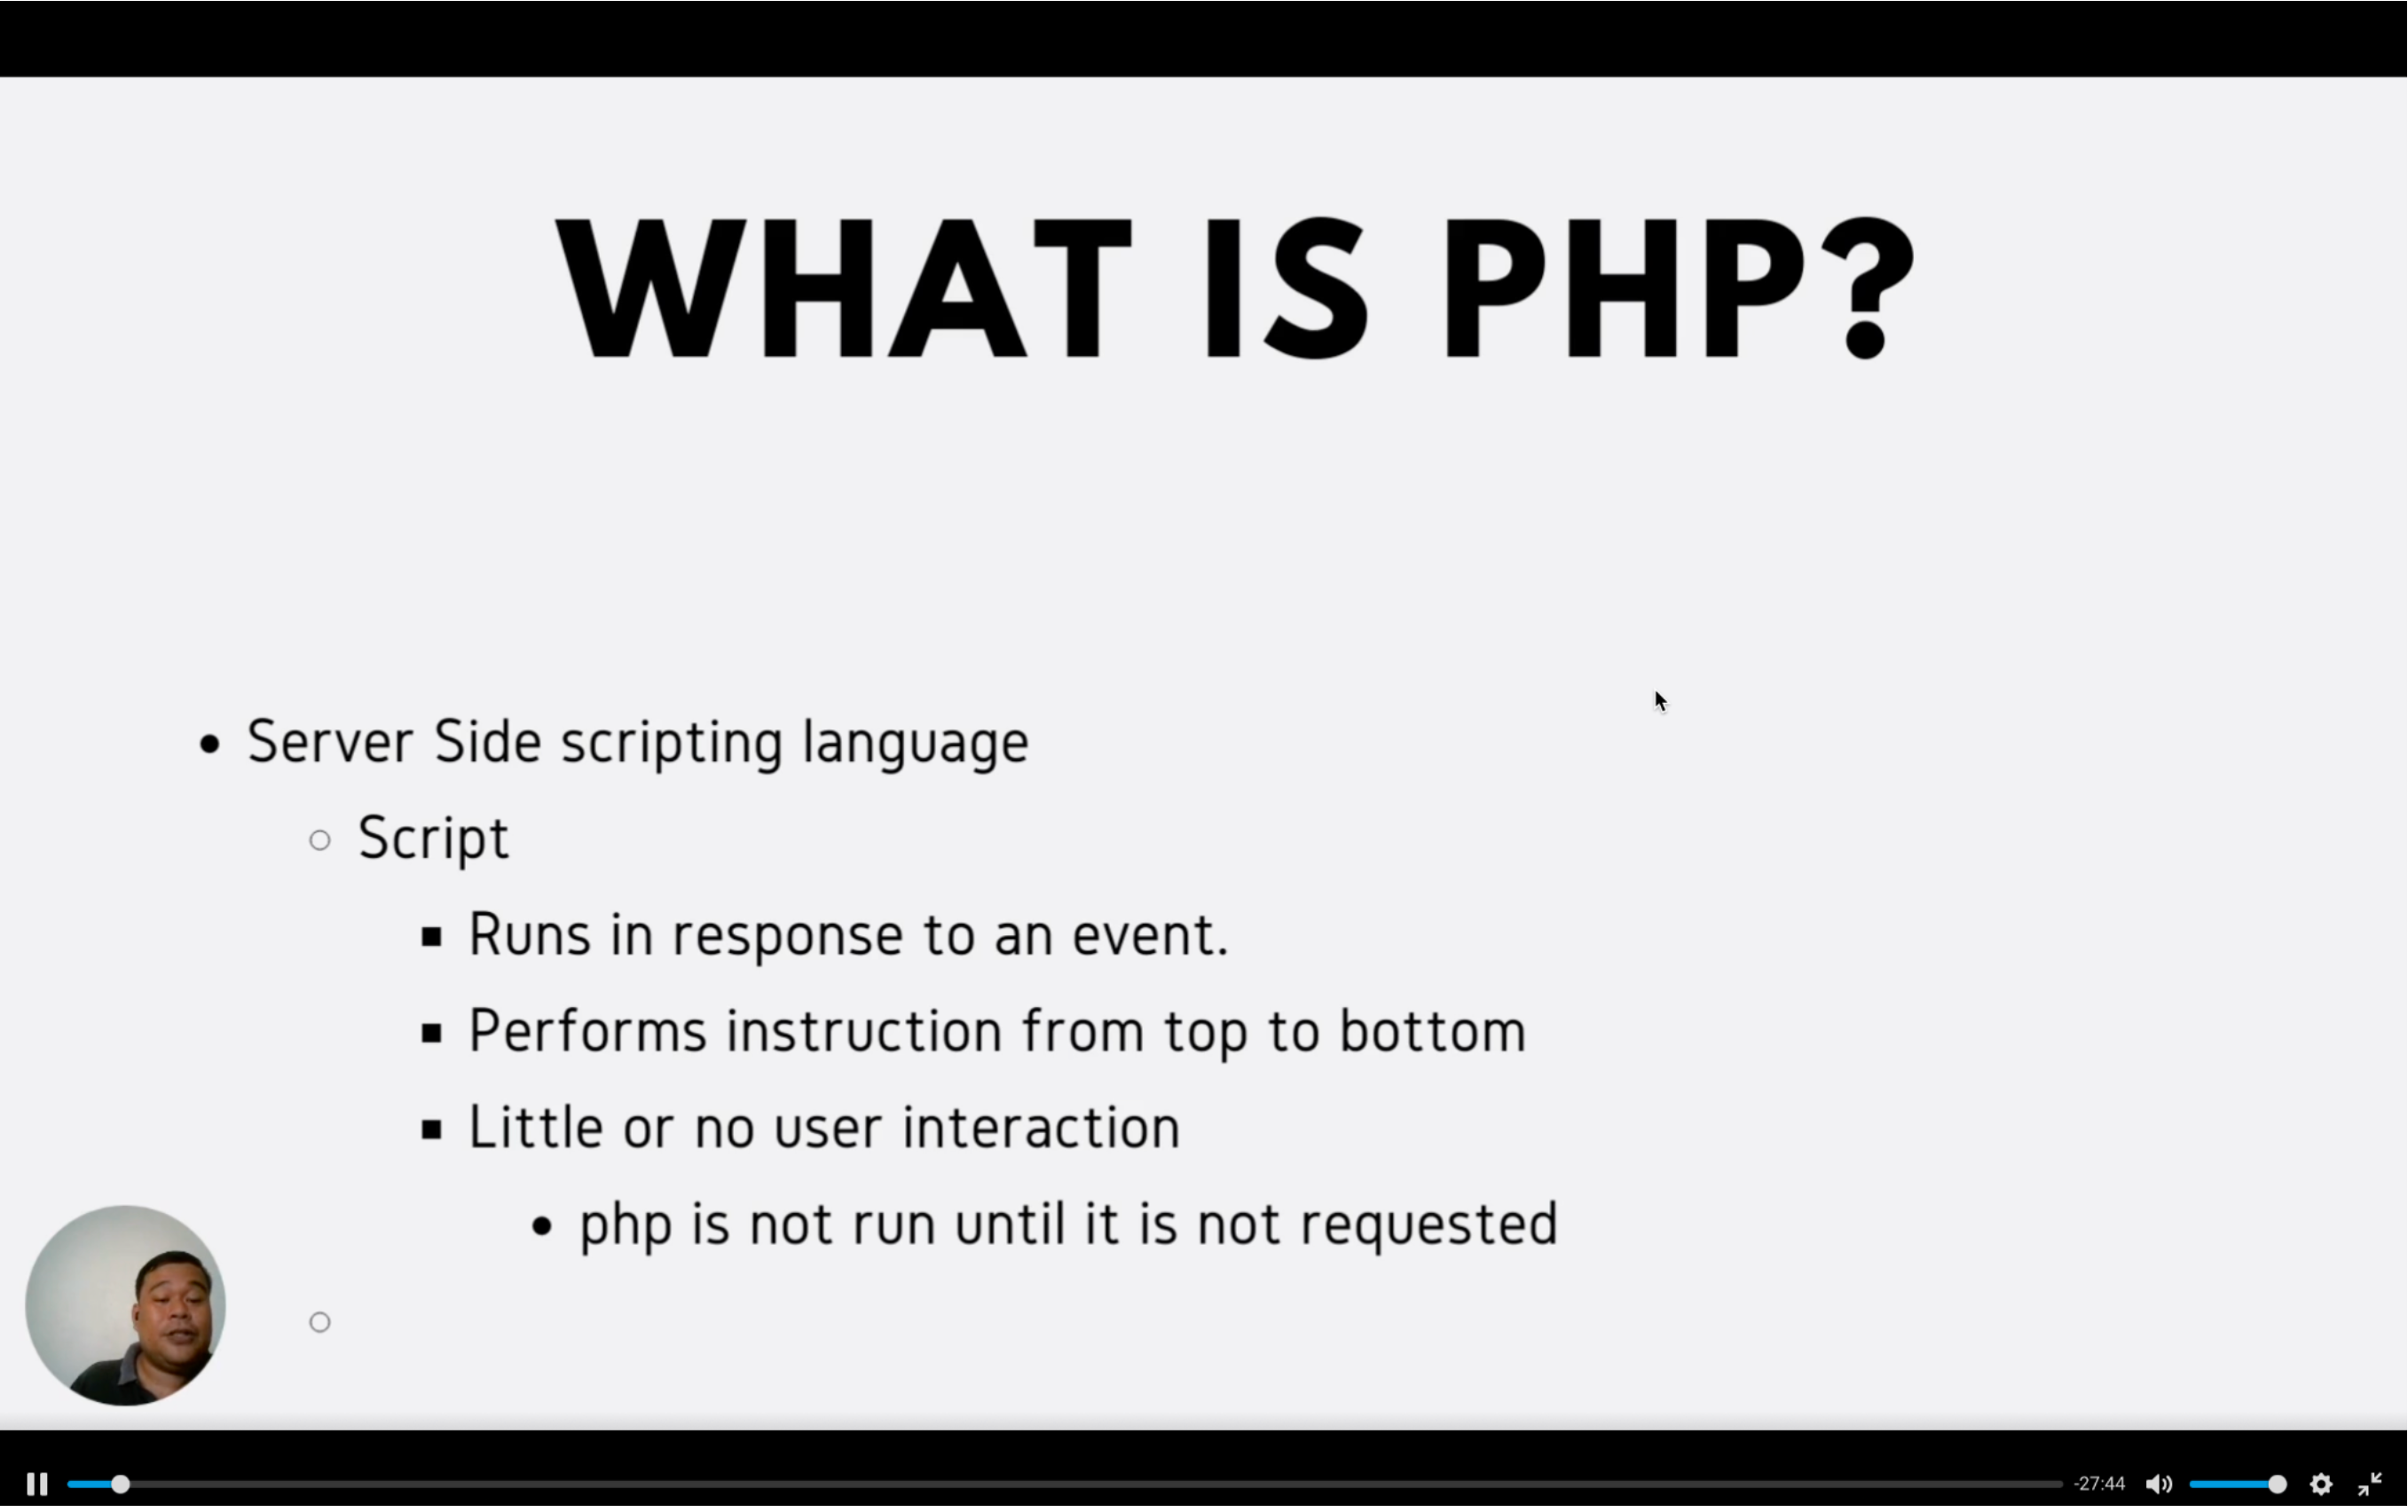 WHAT IS PHP?
Server Side scripting language
Script
Runs in response to an event.
Performs instruction from top to bottom
Little or no user interaction
php is not run until it is not requested
-27:44